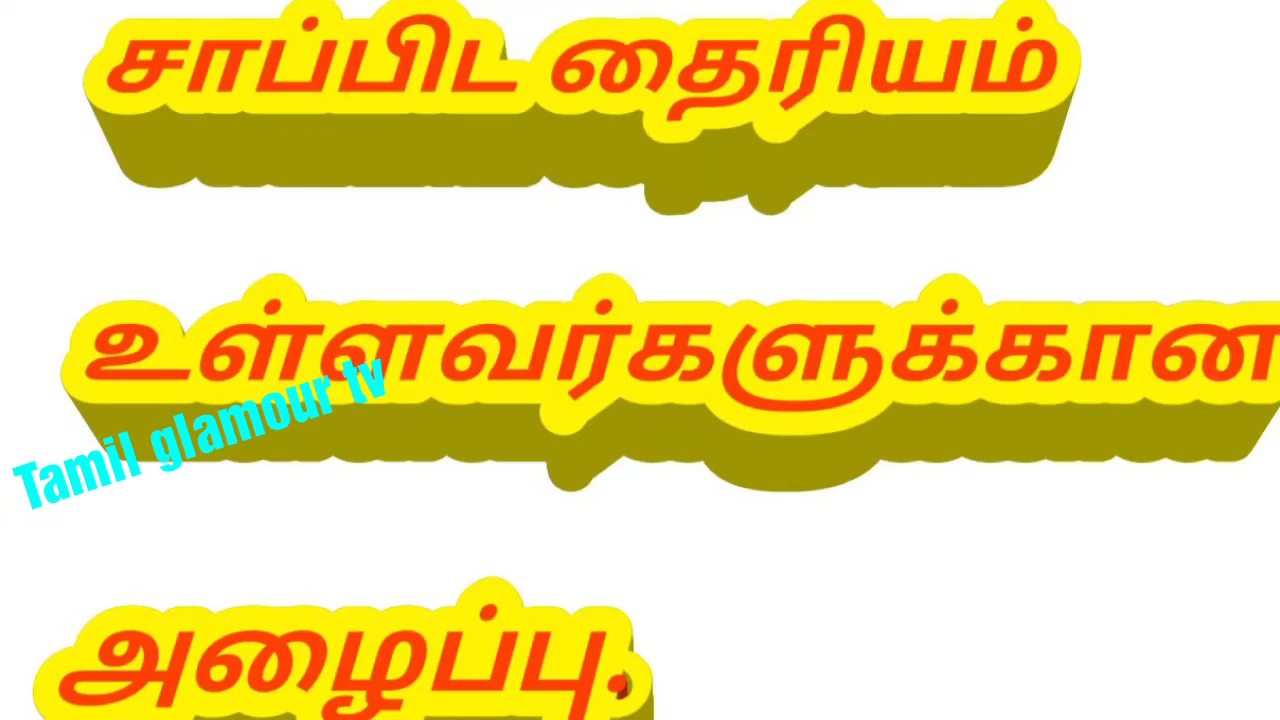 சாப்பிட தைரியம்
உள்ளவர்களுக்கான
Tamil glamour tv
அழைப்பு.